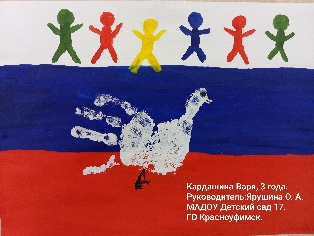 Кардашина Варя, 3 года.
Руководитель:Ярушина О. А.
МАДОУ Детский сад 17.
ГО Красноуфимск.